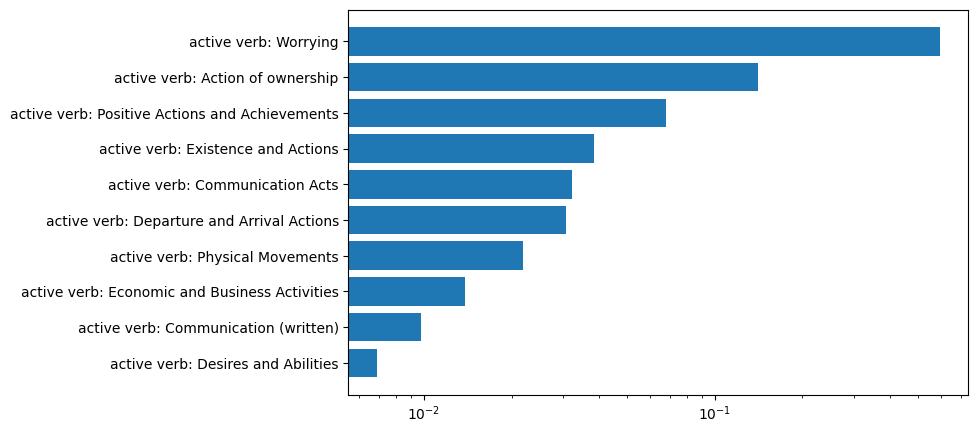 active verb: Worrying
active verb: Action of ownership
active verb: Positive Actions and Achievements
active verb: Existence and Actions
active verb: Communication Acts
active verb: Departure and Arrival Actions
active verb: Physical Movements
active verb: Economic and Business Activities
active verb: Communication (written)
active verb: Desires and Abilities
10⁻² 10⁻¹